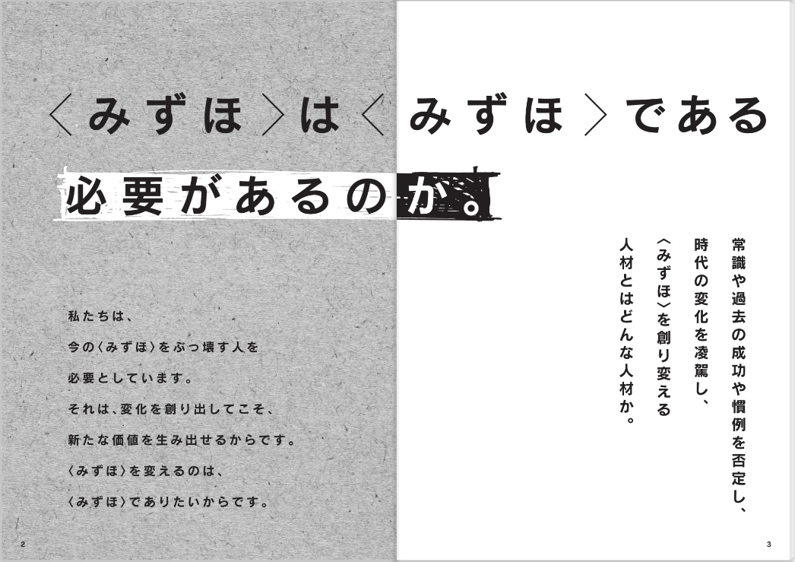 〈みずほ〉は〈みずほ〉である
必要があるのか。
私たちは、
今の〈みずほ〉をぶっ壊す人を
必要としています。
それは、変化を創り出してこそ、
新たな価値を生み出せるからです。
〈みずほ〉を変えるのは、
〈みずほ〉でありたいからです。
2
常識や過去の成功や慣例を否定し、
時代の変化を凌駕し、
〈みずほ〉を創り変える
人材とはどんな人材か。
3